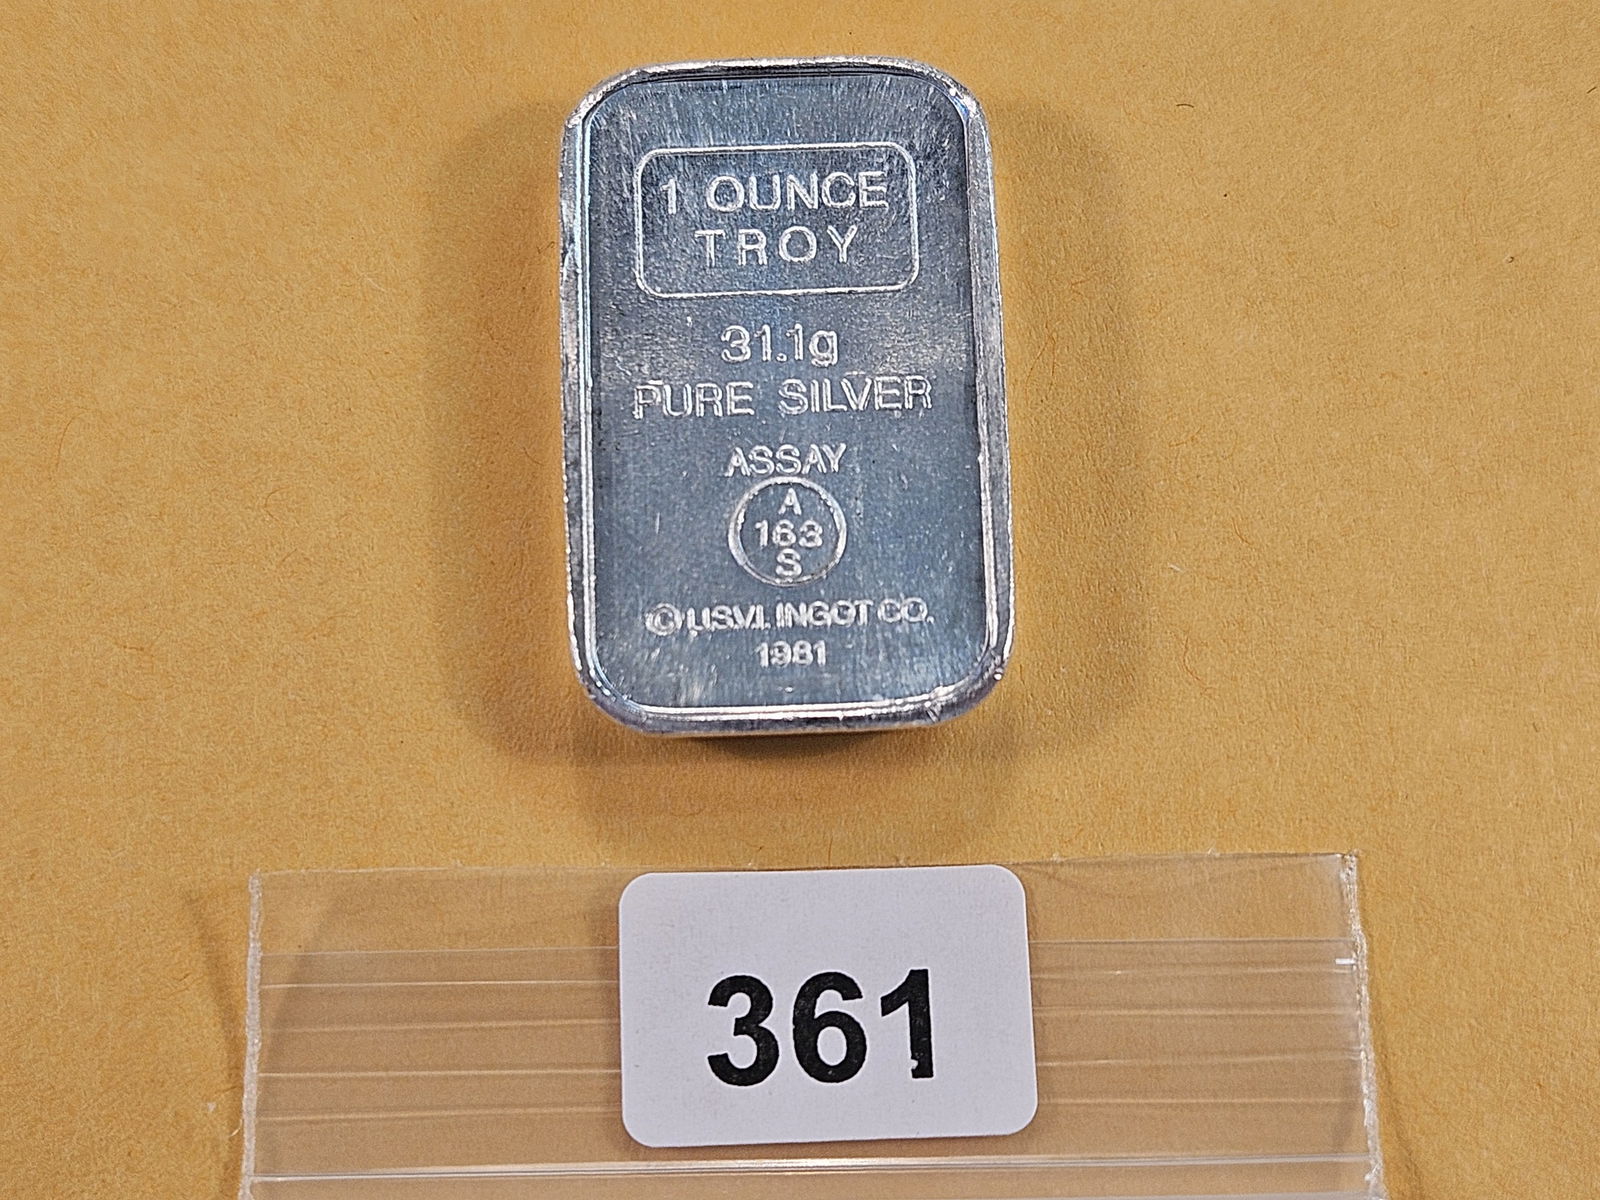 1 OUNCE
TROY
31.1g
PURE SILVER
ASSAY
A
163
S
© U.S.V.I. INGOT CO.
1981
361